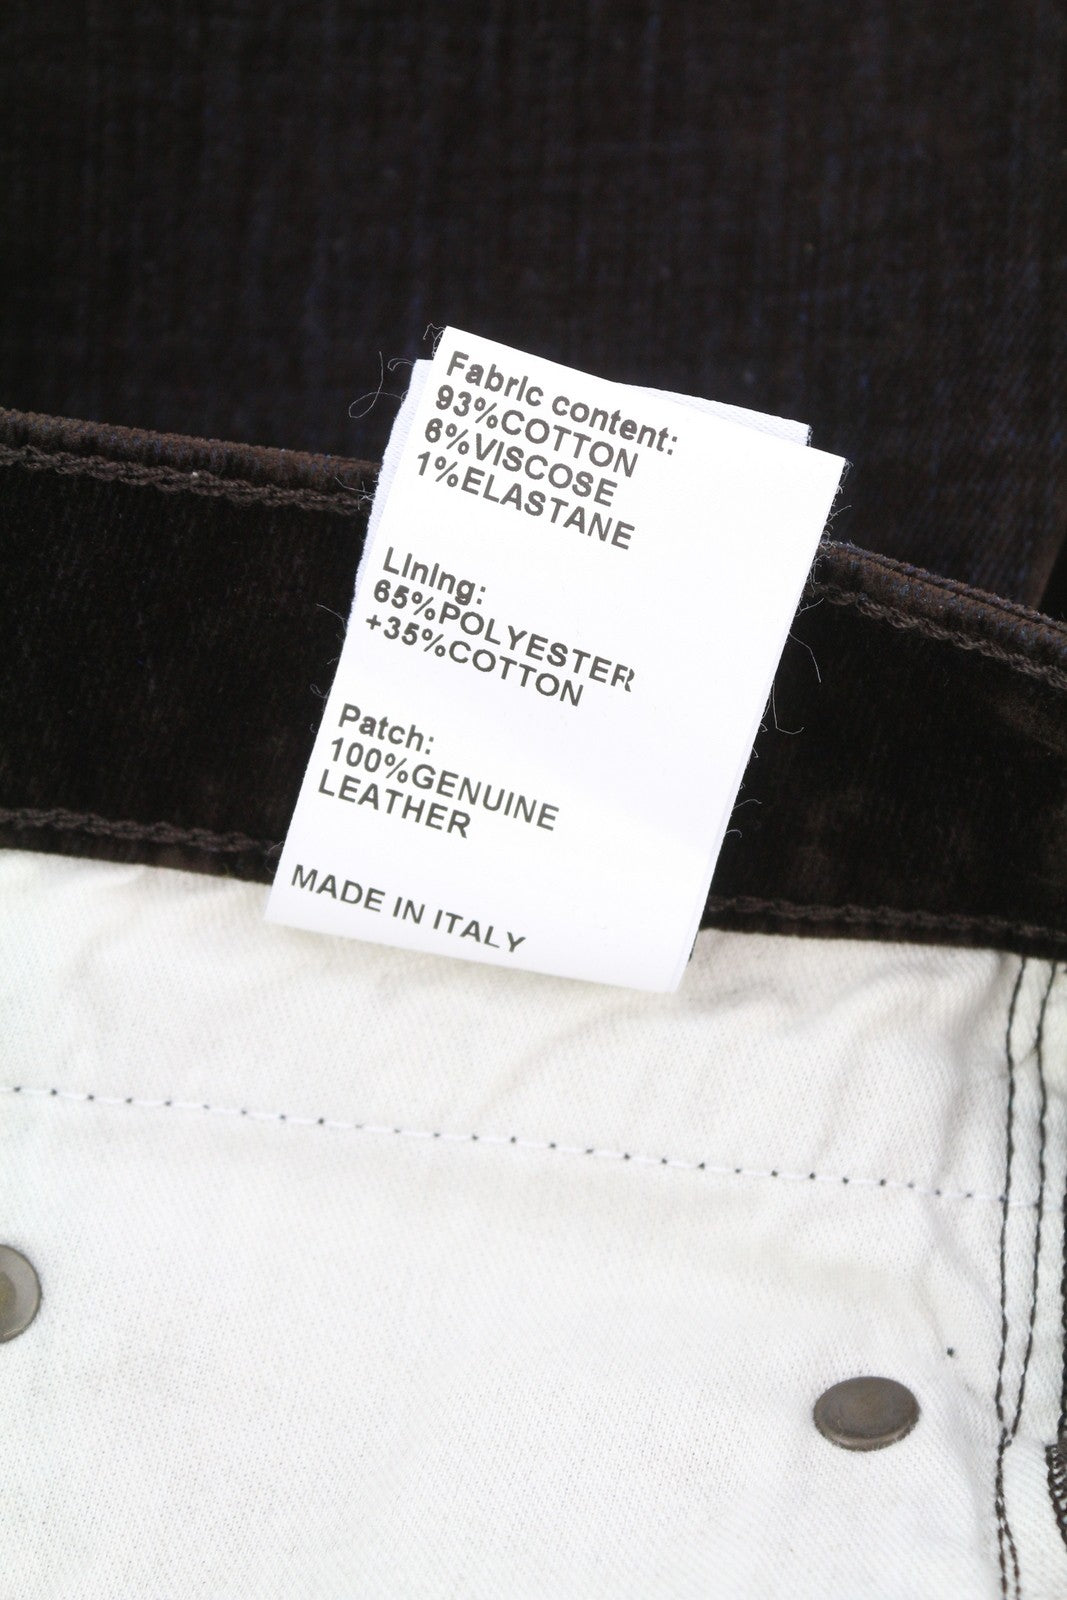 Fabric content:
93%COTTON
6%VISCOSE
1%ELASTANE
Lining:
65%POLYESTER
+35%COTTON
Patch:
100%GENUINE
LEATHER
MADE IN ITALY